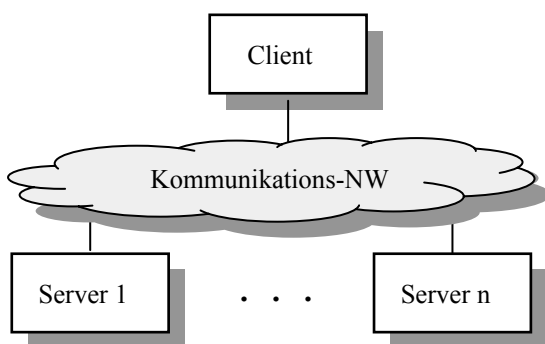 Client
Kommunikations-NW
Server 1 . . . Server n